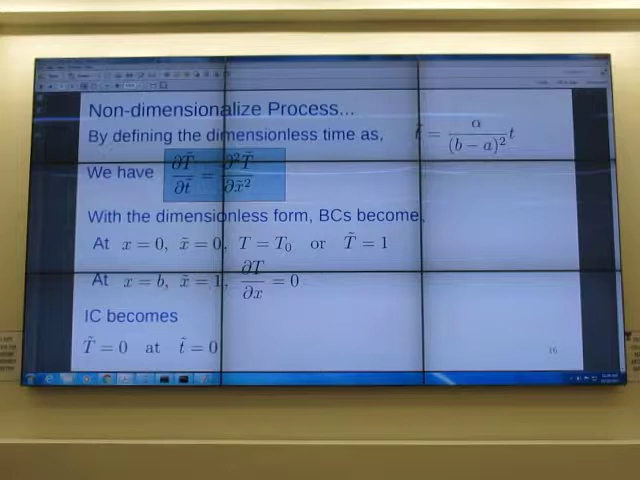 Non-dimensionalize Process...
By defining the dimensionless time as, t̃ = α/(b − a)² t
We have ∂T̃/∂t̃ = ∂²T̃/∂x̃²
With the dimensionless form, BCs become,
At x = 0, x̃ = 0, T = T₀ or T̃ = 1
At x = b, x̃ = 1, ∂T/∂x = 0
IC becomes
T̃ = 0 at t̃ = 0
16